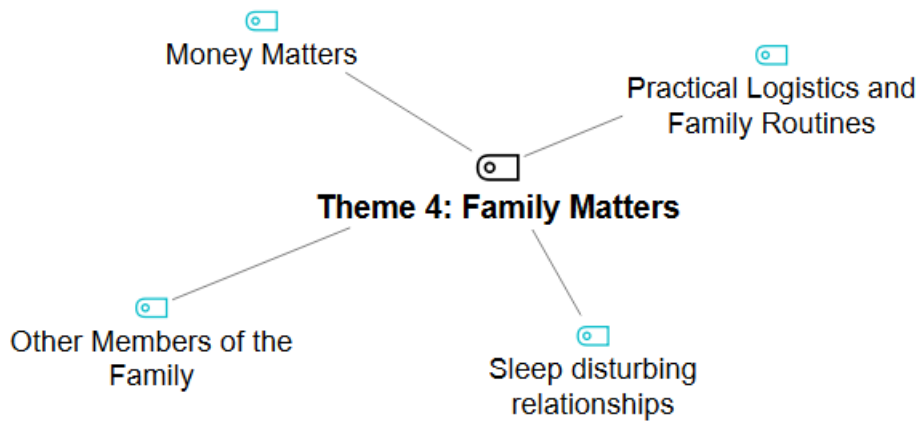 Money Matters
Practical Logistics and
Family Routines
Theme 4: Family Matters
Other Members of the
Family
Sleep disturbing
relationships